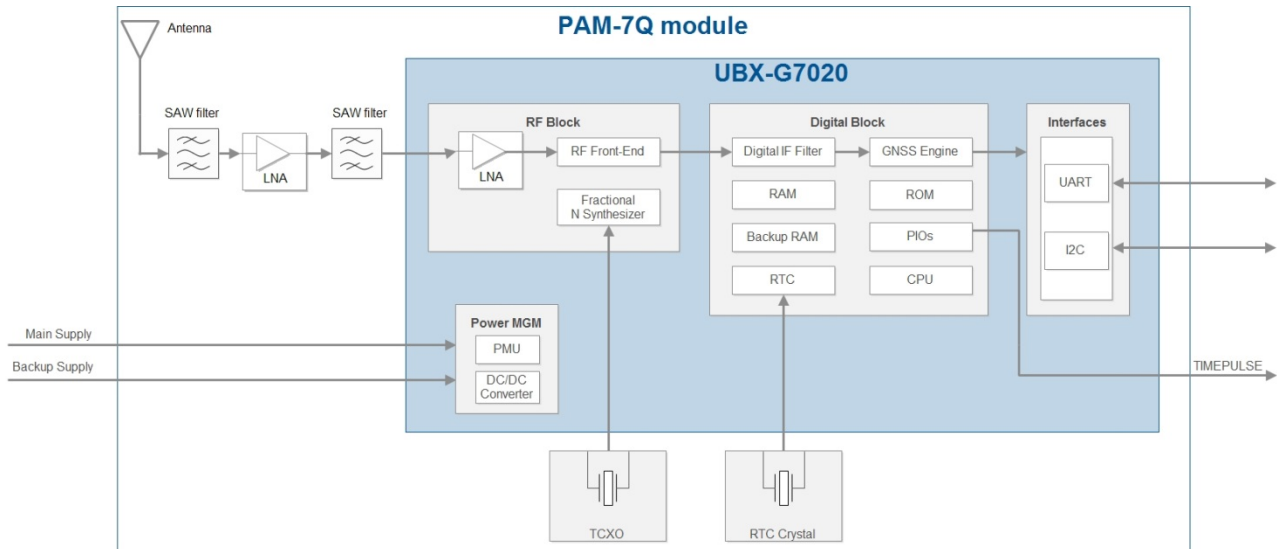 PAM-7Q module
Antenna
UBX-G7020
SAW filter
SAW filter
LNA
RF Block
LNA
RF Front-End
Fractional
N Synthesizer
Digital Block
Digital IF Filter
GNSS Engine
RAM
ROM
Backup RAM
PIOs
RTC
CPU
Interfaces
UART
I2C
Main Supply
Backup Supply
Power MGM
PMU
DC/DC
Converter
TIMEPULSE
TCXO
RTC Crystal